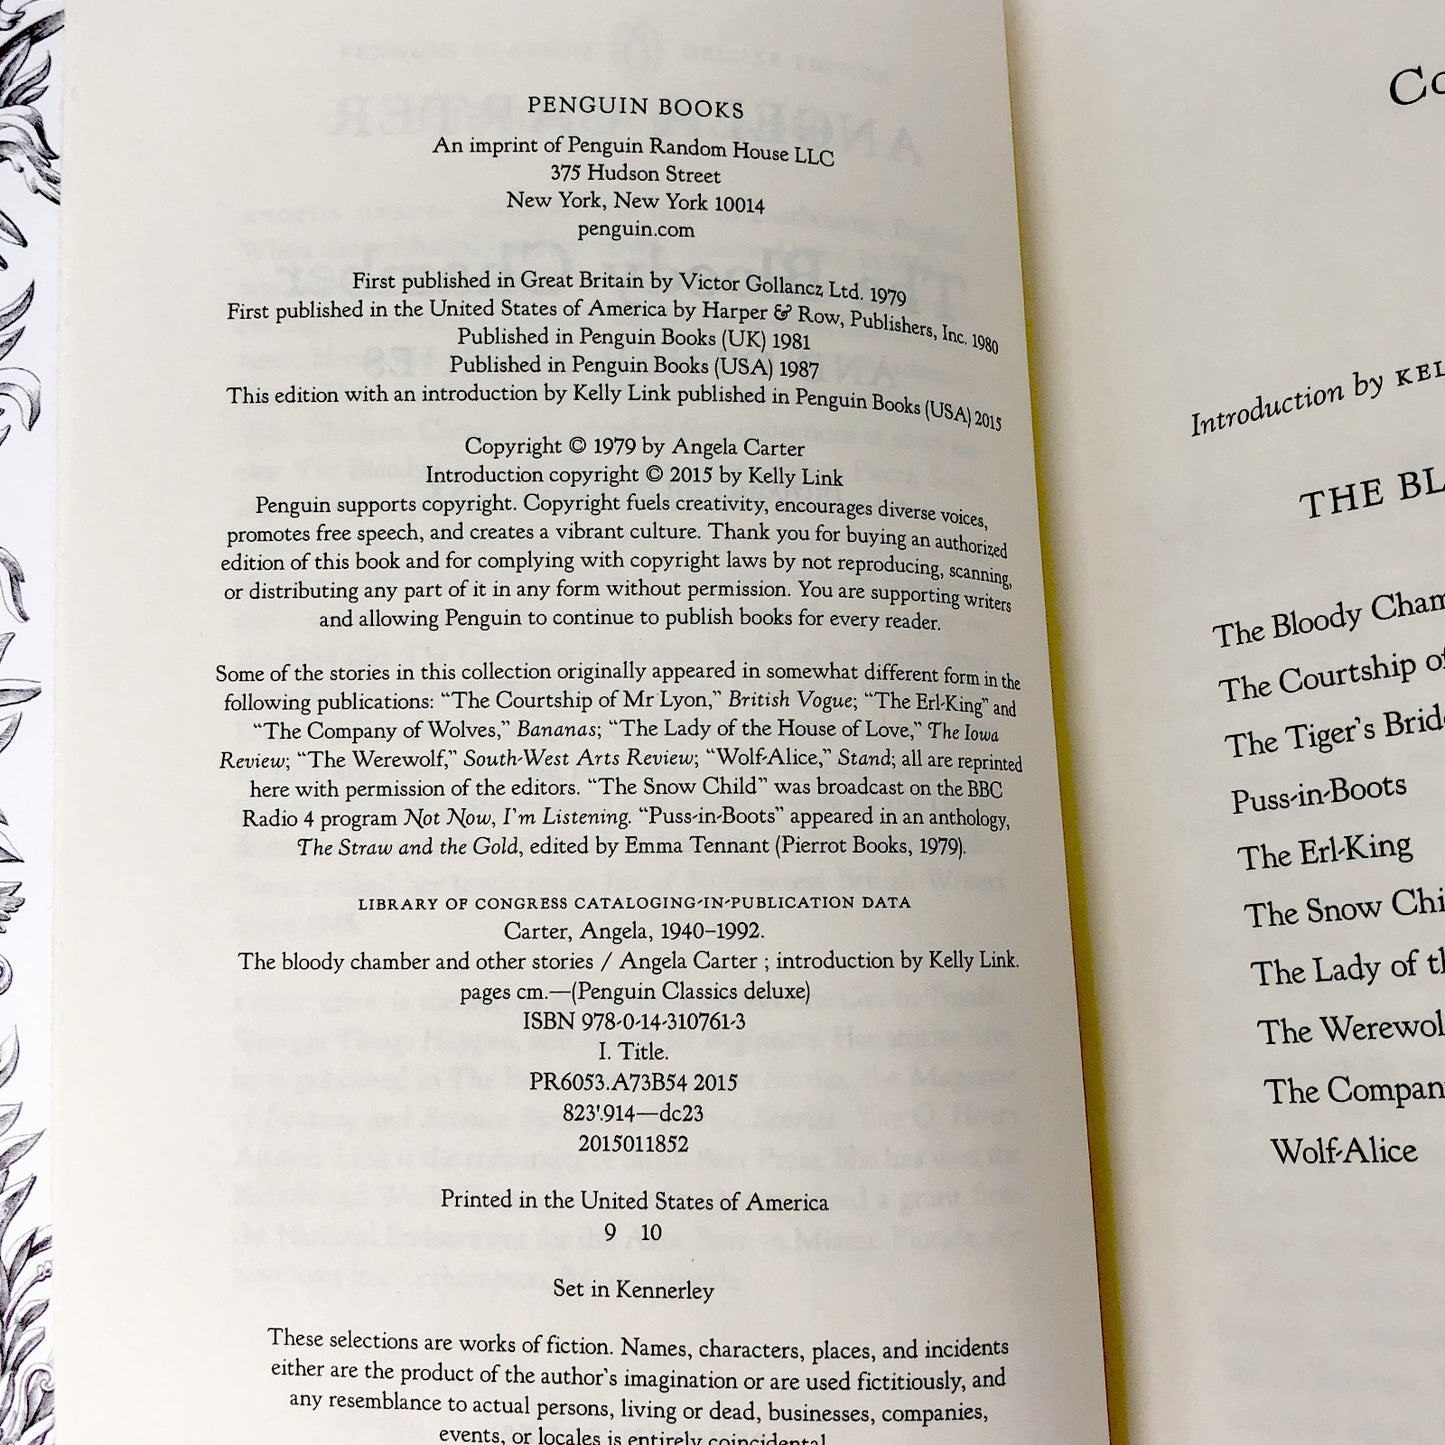 PENGUIN BOOKS
An imprint of Penguin Random House LLC
375 Hudson Street
New York, New York 10014
penguin.com
First published in Great Britain by Victor Gollancz Ltd. 1979
First published in the United States of America by Harper & Row, Publishers, Inc. 1980
Published in Penguin Books (UK) 1981
Published in Penguin Books (USA) 1987
This edition with an introduction by Kelly Link published in Penguin Books (USA) 2015
Copyright © 1979 by Angela Carter
Introduction copyright © 2015 by Kelly Link
Penguin supports copyright. Copyright fuels creativity, encourages diverse voices,
promotes free speech, and creates a vibrant culture. Thank you for buying an authorized
edition of this book and for complying with copyright laws by not reproducing, scanning,
or distributing any part of it in any form without permission. You are supporting writers
and allowing Penguin to continue to publish books for every reader.
Some of the stories in this collection originally appeared in somewhat different form in the
following publications: “The Courtship of Mr Lyon,” British Vogue; “The Erl-King” and
“The Company of Wolves,” Bananas; “The Lady of the House of Love,” The Iowa
Review; “The Werewolf,” South-West Arts Review; “Wolf-Alice,” Stand; all are reprinted
here with permission of the editors. “The Snow Child” was broadcast on the BBC
Radio 4 program Not Now, I’m Listening. “Puss-in-Boots” appeared in an anthology,
The Straw and the Gold, edited by Emma Tennant (Pierrot Books, 1979).
LIBRARY OF CONGRESS CATALOGING-IN-PUBLICATION DATA
Carter, Angela, 1940–1992.
The bloody chamber and other stories / Angela Carter ; introduction by Kelly Link.
pages cm.—(Penguin Classics deluxe)
ISBN 978-0-14-310761-3
I. Title.
PR6053.A73B54 2015
823'.914—dc23
2015011852
Printed in the United States of America
9 10
Set in Kennerley
These selections are works of fiction. Names, characters, places, and incidents
either are the product of the author’s imagination or are used fictitiously, and
any resemblance to actual persons, living or dead, businesses, companies,
events, or locales is entirely coincidental
Co
Introduction by KEL
THE BL
The Bloody Cham
The Courtship of
The Tiger’s Brid
Puss-in-Boots
The Erl-King
The Snow Chi
The Lady of th
The Werewol
The Compan
Wolf-Alice